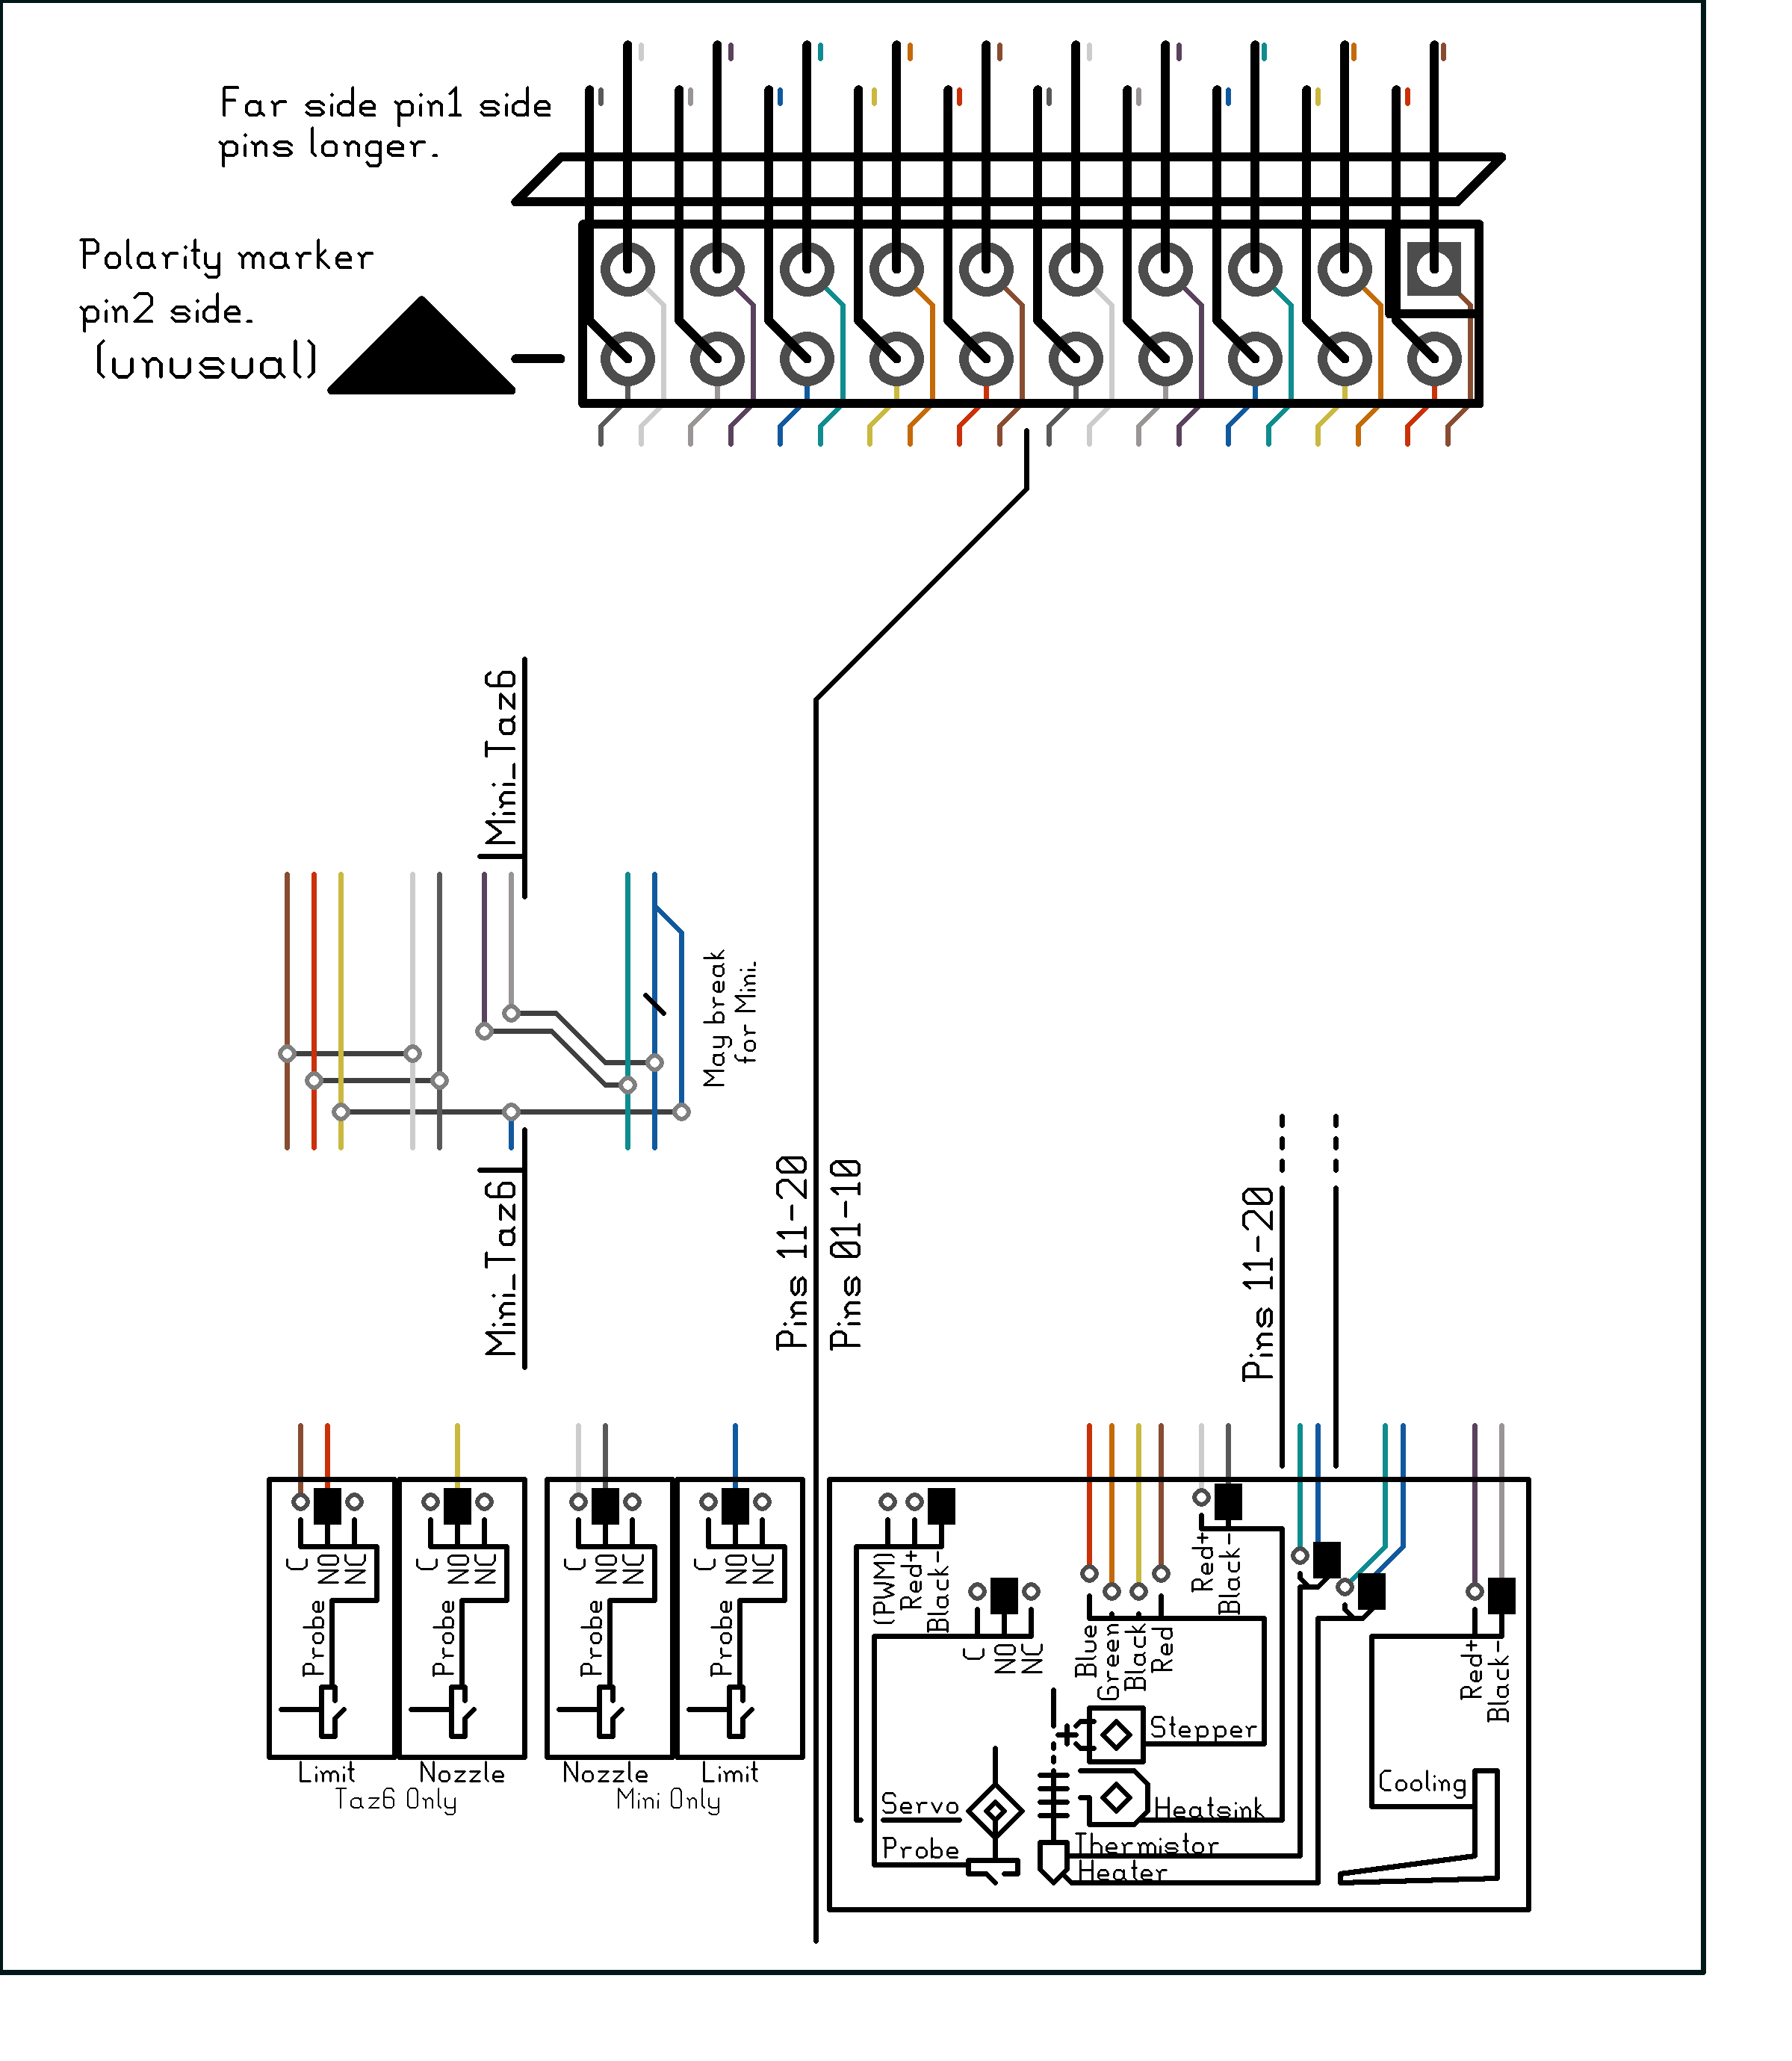 Far side pin1 side
pins longer.
Polarity marker
pin2 side.
(unusual)
Mini_Taz6
May break
for Mini.
Mini_Taz6
Pins 11-20
Pins 01-10
Pins 11-20
C
NO
NC
Probe
C
NO
NC
Probe
C
NO
NC
Probe
C
NO
NC
Probe
Limit
Nozzle
Taz6 Only
Nozzle
Limit
Mini Only
(PWM)
Red+
Black-
C
NO
NC
Blue
Green
Black
Red
Red+
Black-
Red+
Black-
Stepper
Cooling
Servo
Heatsink
Probe
Thermistor
Heater